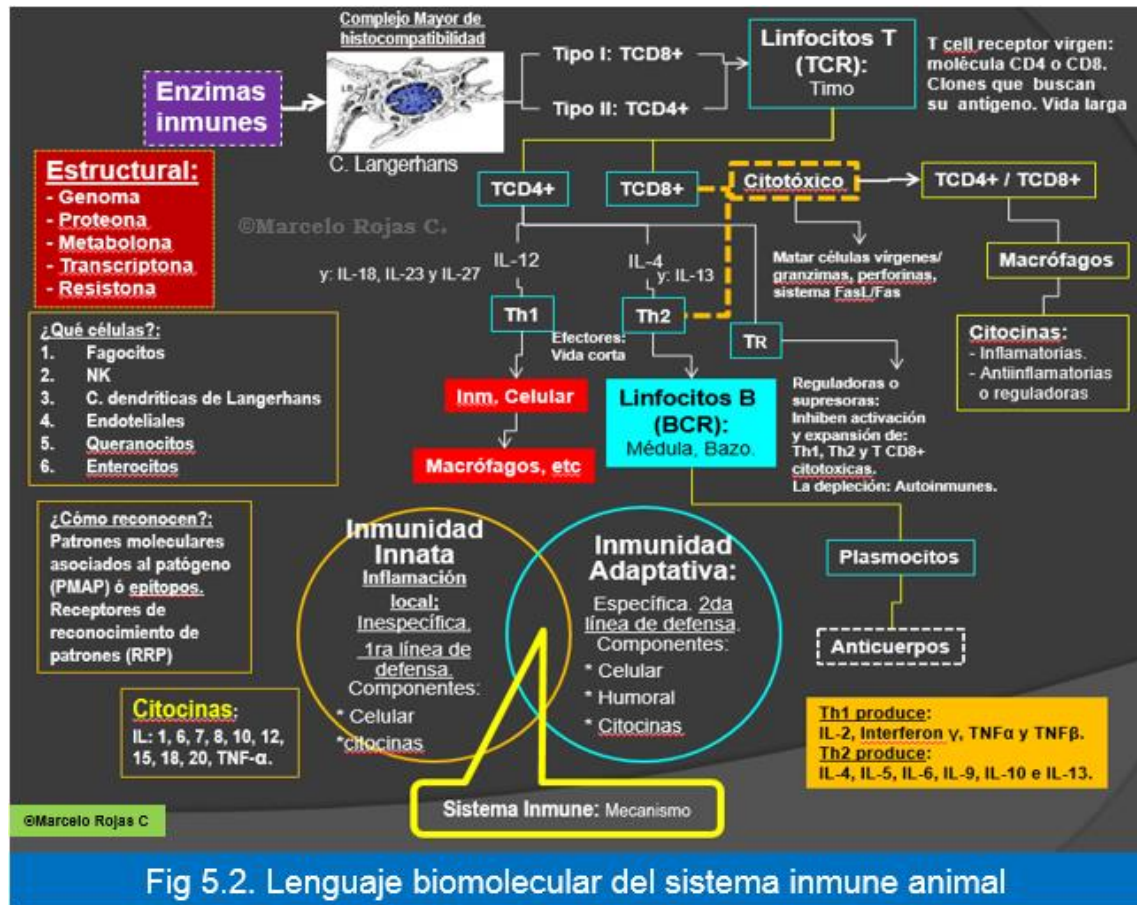 Complejo Mayor de
histocompatibilidad
Enzimas
inmunes
C. Langerhans
Tipo I: TCD8+
Tipo II: TCD4+
Linfocitos T
(TCR):
Timo
T cell receptor virgen:
molécula CD4 o CD8.
Clones que buscan
su antígeno. Vida larga
Estructural:
- Genoma
- Proteona
- Metabolona
- Transcriptona
- Resistona
©Marcelo Rojas C.
TCD4+
TCD8+
Citotóxico
TCD4+ / TCD8+
IL-12
y: IL-18, IL-23 y IL-27
IL-4
y: IL-13
Matar células vírgenes/
granzimas, perforinas,
sistema FasL/Fas
Macrófagos
Th1
Th2
TR
Efectores:
Vida corta
Citocinas:
- Inflamatorias.
- Antiinflamatorias
o reguladoras
¿Qué células?:
1. Fagocitos
2. NK
3. C. dendríticas de Langerhans
4. Endoteliales
5. Queranocitos
6. Enterocitos
Inm. Celular
Macrófagos, etc
Linfocitos B
(BCR):
Médula, Bazo.
Reguladoras o
supresoras:
Inhiben activación
y expansión de:
Th1, Th2 y T CD8+
citotoxicas.
La depleción: Autoinmunes.
¿Cómo reconocen?:
Patrones moleculares
asociados al patógeno
(PMAP) ó epítopos.
Receptores de
reconocimiento de
patrones (RRP)
Inmunidad
Innata
Inflamación
local:
Inespecífica.
1ra línea de
defensa.
Componentes:
* Celular
*citocinas
Inmunidad
Adaptativa:
Específica. 2da
línea de defensa.
Componentes:
* Celular
* Humoral
* Citocinas
Plasmocitos
Anticuerpos
Citocinas:
IL: 1, 6, 7, 8, 10, 12,
15, 18, 20, TNF-α.
Th1 produce:
IL-2, Interferon γ, TNFα y TNFβ.
Th2 produce:
IL-4, IL-5, IL-6, IL-9, IL-10 e IL-13.
Sistema Inmune: Mecanismo
©Marcelo Rojas C
Fig 5.2. Lenguaje biomolecular del sistema inmune animal